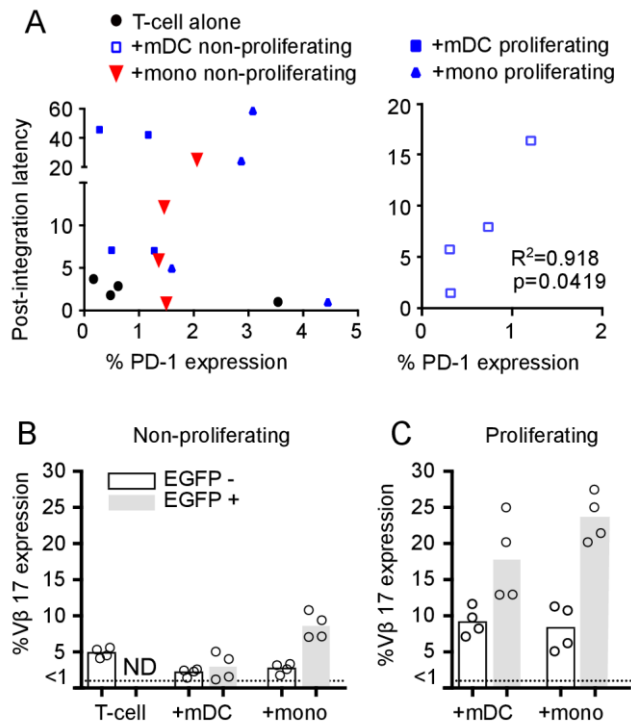 A
T-cell alone
+mDC non-proliferating
+mono non-proliferating
+mDC proliferating
+mono proliferating
Post-integration latency
60
40
20
10
5
0
0 1 2 3 4 5
% PD-1 expression
20
15
10
5
0
0 1 2
R²=0.918
p=0.0419
% PD-1 expression
B Non-proliferating
%Vβ 17 expression
30
25
20
15
10
5
<1
EGFP -
EGFP +
ND
T-cell +mDC +mono
C Proliferating
%Vβ 17 expression
30
25
20
15
10
5
<1
+mDC +mono